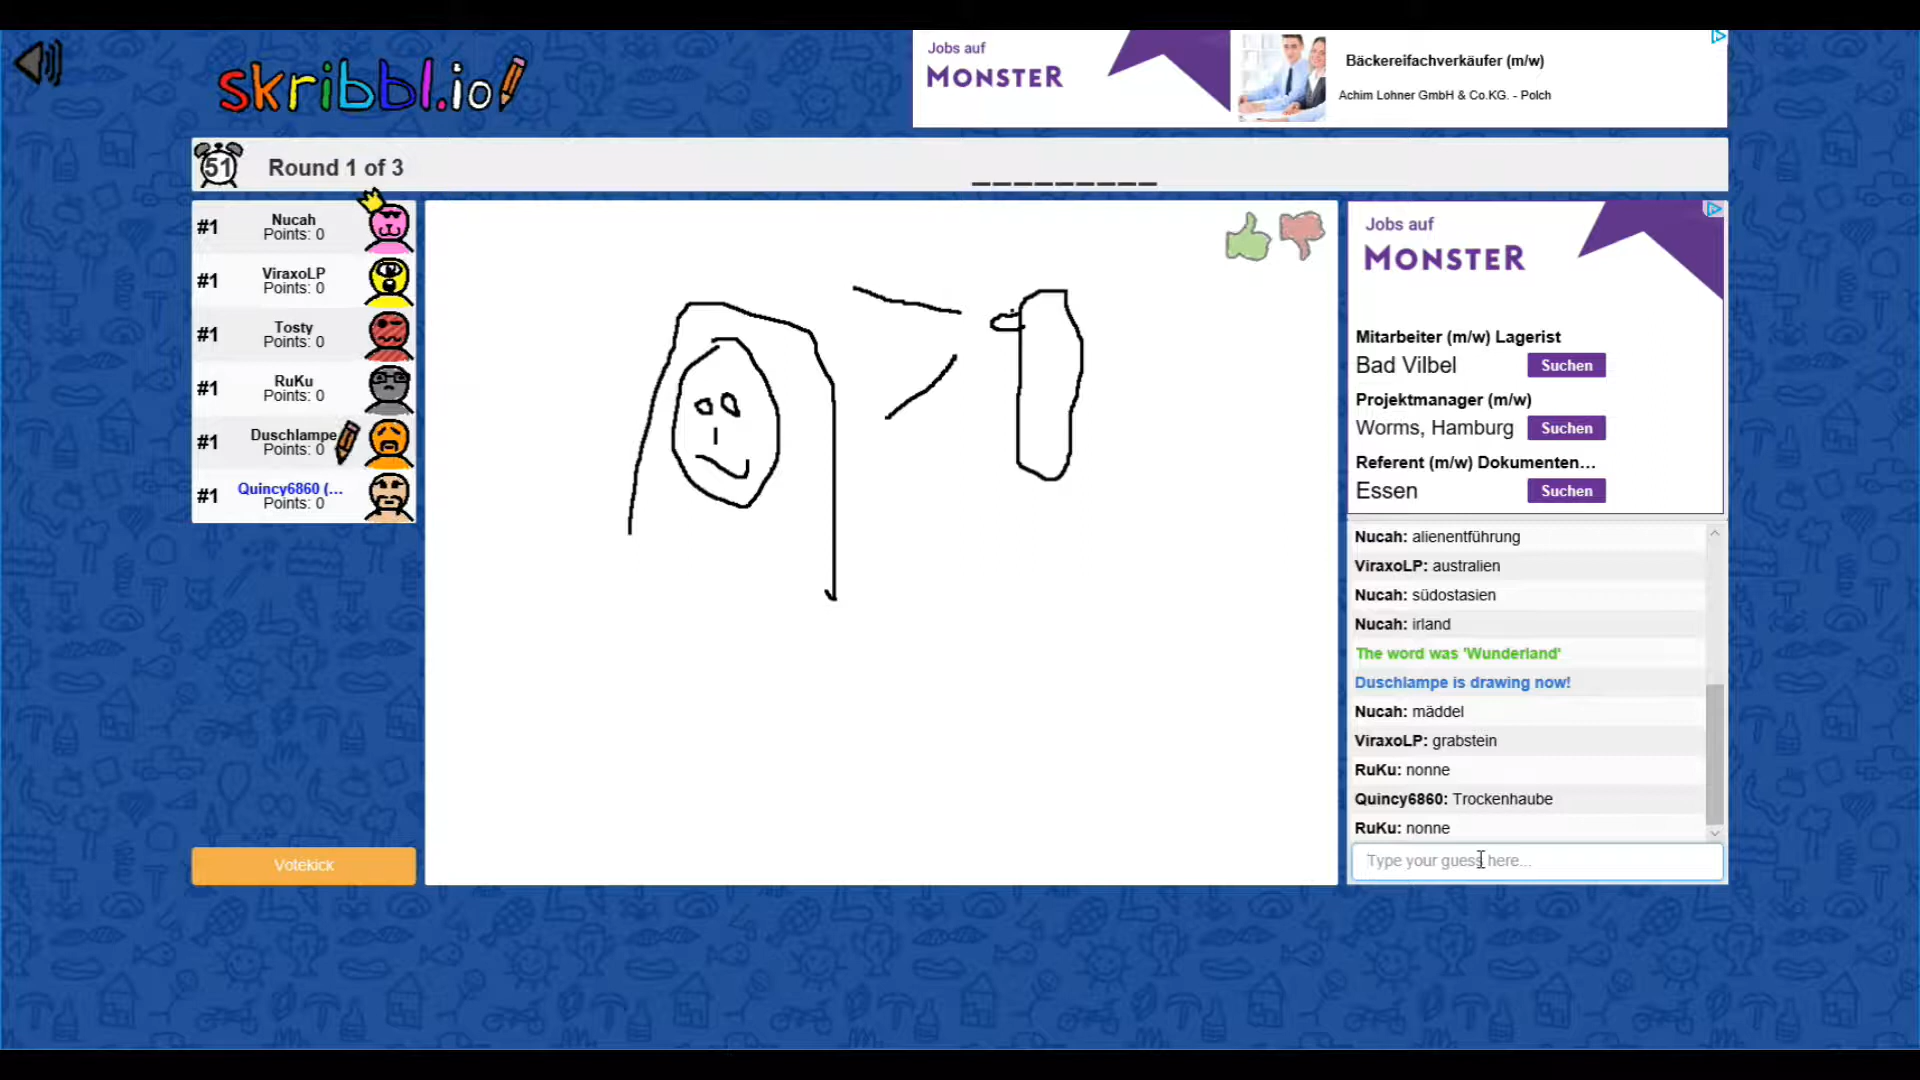 Jobs auf
MONSTER
Bäckereifachverkäufer (m/w)
Achim Lohner GmbH & Co.KG. - Polch
skribbl.io
51
Round 1 of 3
_________
#1
Nucah
Points: 0
#1
ViraxoLP
Points: 0
#1
Tosty
Points: 0
#1
RuKu
Points: 0
#1
Duschlampe
Points: 0
#1
Quincy6860 (...
Points: 0
Votekick
Jobs auf
MONSTER
Mitarbeiter (m/w) Lagerist
Bad Vilbel Suchen
Projektmanager (m/w)
Worms, Hamburg Suchen
Referent (m/w) Dokumenten...
Essen Suchen
Nucah: alienentführung
ViraxoLP: australien
Nucah: südostasien
Nucah: irland
The word was 'Wunderland'
Duschlampe is drawing now!
Nucah: mäddel
ViraxoLP: grabstein
RuKu: nonne
Quincy6860: Trockenhaube
RuKu: nonne
Type your guess here...